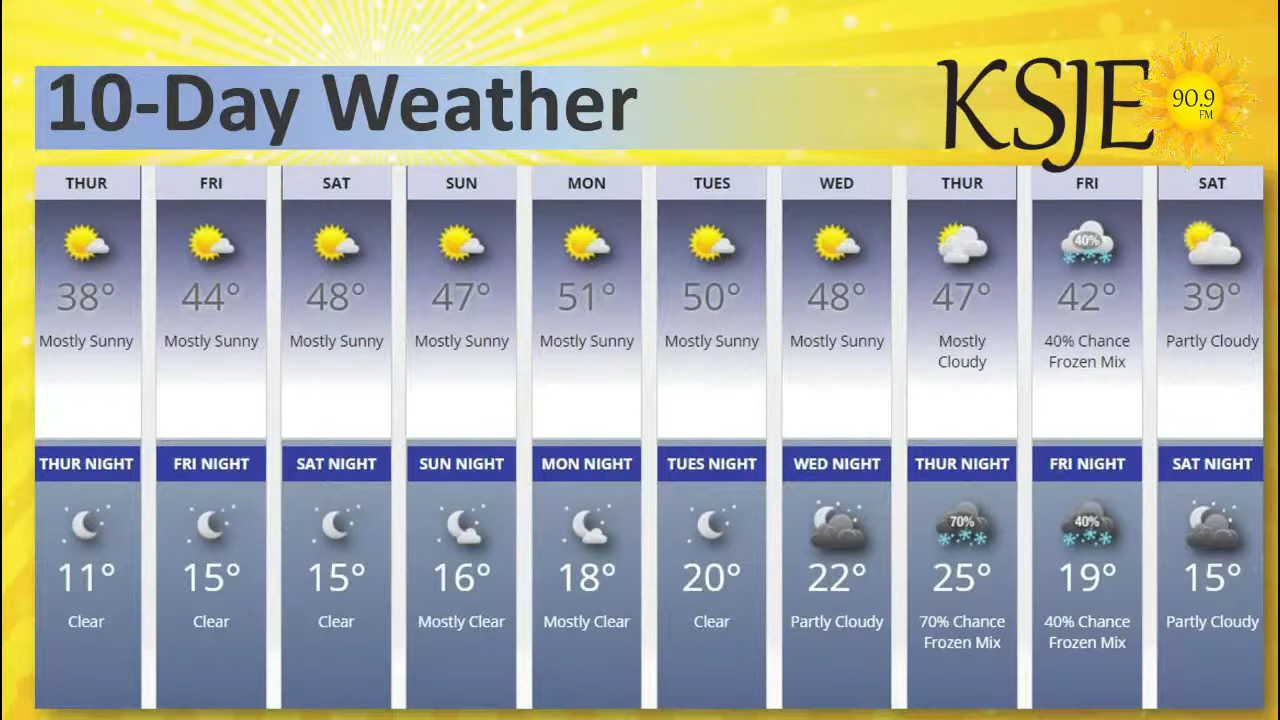 10-Day Weather
KSJE
90.9
FM
THUR FRI SAT SUN MON TUES WED THUR FRI SAT
40%
38° 44° 48° 47° 51° 50° 48° 47° 42° 39°
Mostly Sunny Mostly Sunny Mostly Sunny Mostly Sunny Mostly Sunny Mostly Sunny Mostly Sunny Mostly 40% Chance Partly Cloudy
Cloudy Frozen Mix
THUR NIGHT FRI NIGHT SAT NIGHT SUN NIGHT MON NIGHT TUES NIGHT WED NIGHT THUR NIGHT FRI NIGHT SAT NIGHT
70% 40%
11° 15° 15° 16° 18° 20° 22° 25° 19° 15°
Clear Clear Clear Mostly Clear Mostly Clear Clear Partly Cloudy 70% Chance 40% Chance Partly Cloudy
Frozen Mix Frozen Mix